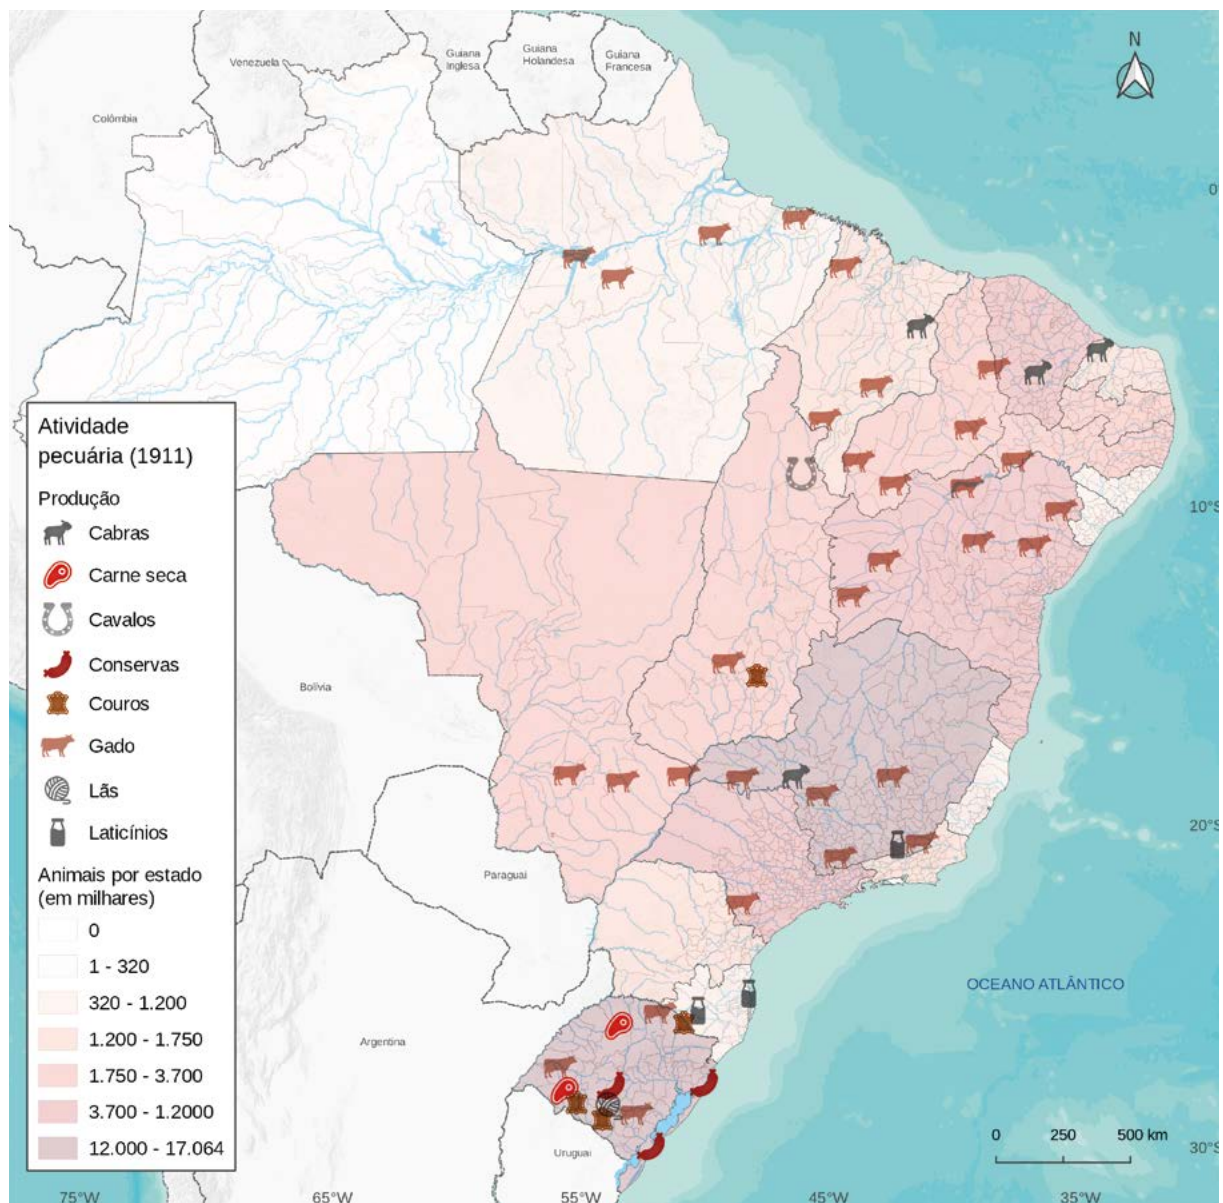 N
Venezuela
Guiana
Inglesa
Guiana
Holandesa
Guiana
Francesa
Colômbia
0
10°S
Bolívia
20°S
Paraguai
OCEANO ATLÂNTICO
Argentina
Uruguai
0 250 500 km
30°S
75°W 65°W 55°W 45°W 35°W
Atividade
pecuária (1911)
Produção
Cabras
Carne seca
Cavalos
Conservas
Couros
Gado
Lãs
Laticínios
Animais por estado
(em milhares)
0
1 - 320
320 - 1.200
1.200 - 1.750
1.750 - 3.700
3.700 - 1.2000
12.000 - 17.064